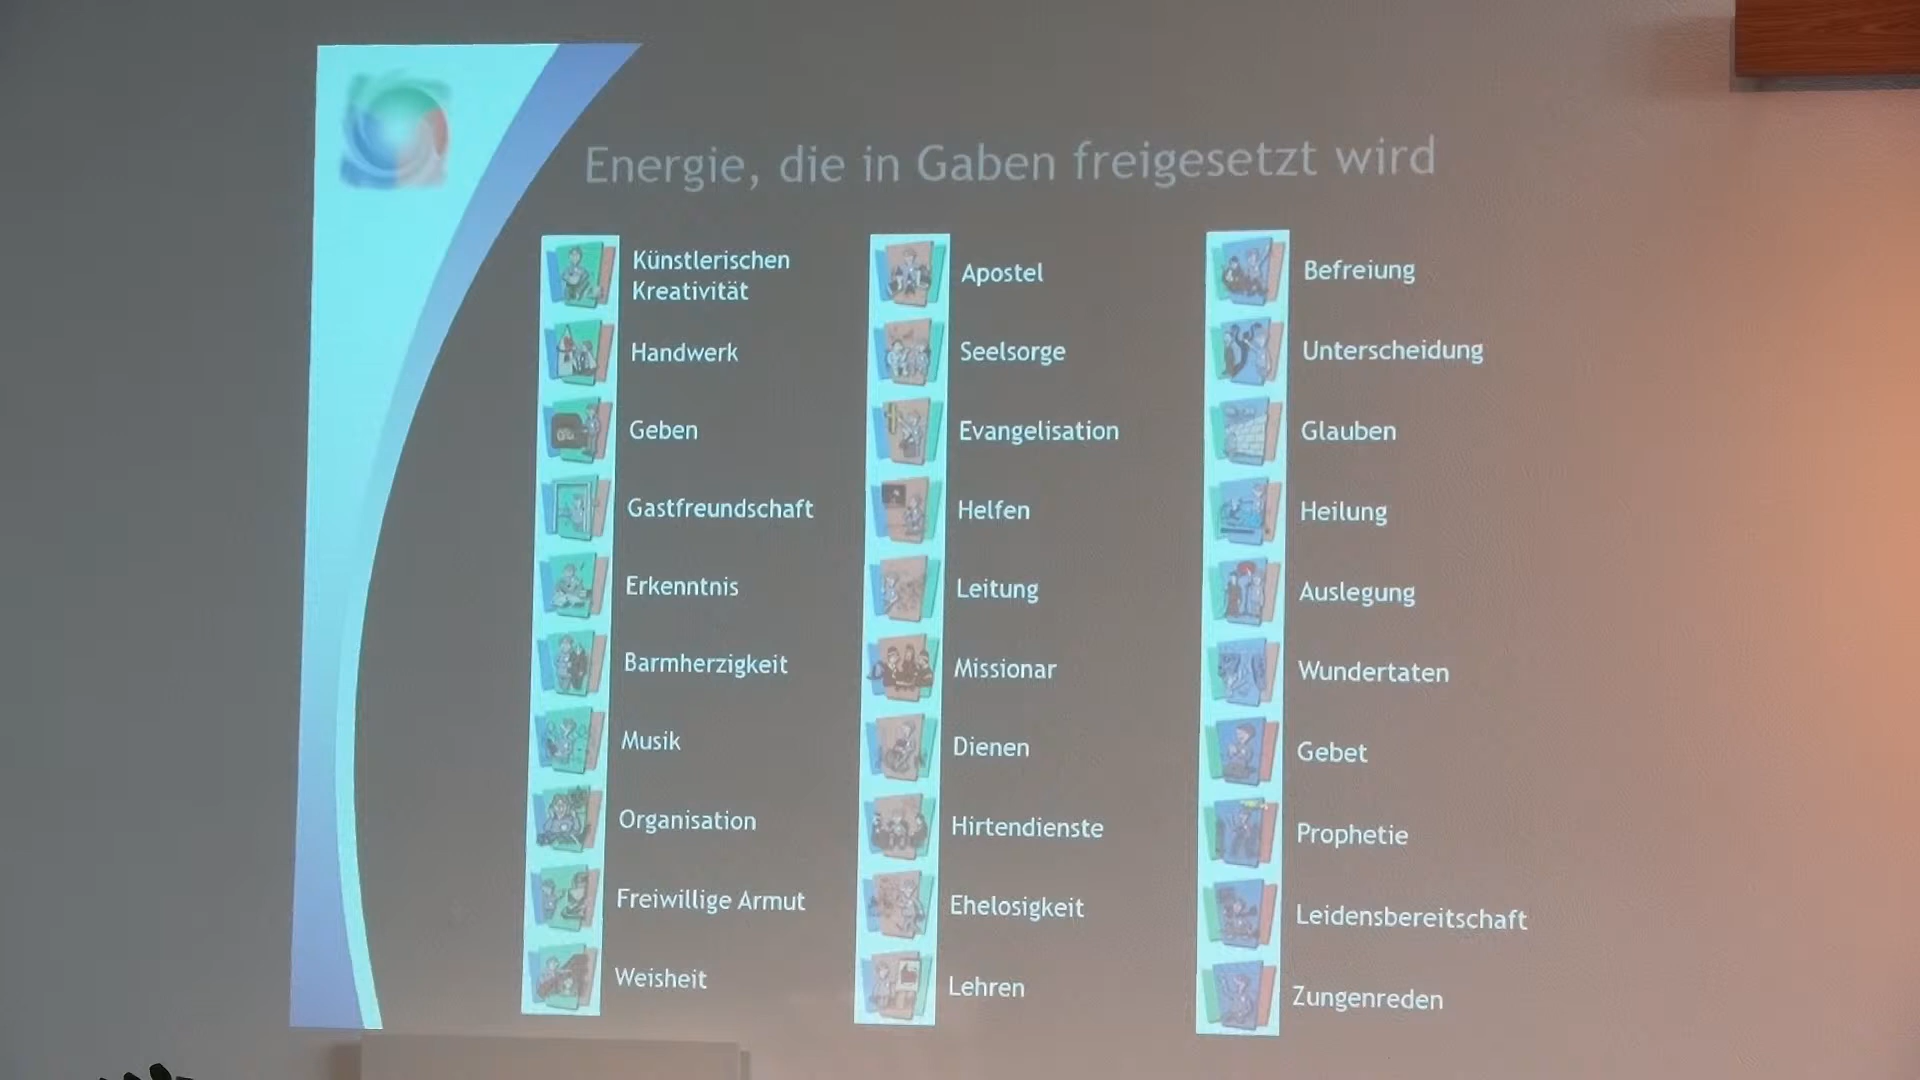 Energie, die in Gaben freigesetzt wird
Künstlerischen
Kreativität
Handwerk
Geben
Gastfreundschaft
Erkenntnis
Barmherzigkeit
Musik
Organisation
Freiwillige Armut
Weisheit
Apostel
Seelsorge
Evangelisation
Helfen
Leitung
Missionar
Dienen
Hirtendienste
Ehelosigkeit
Lehren
Befreiung
Unterscheidung
Glauben
Heilung
Auslegung
Wundertaten
Gebet
Prophetie
Leidensbereitschaft
Zungenreden